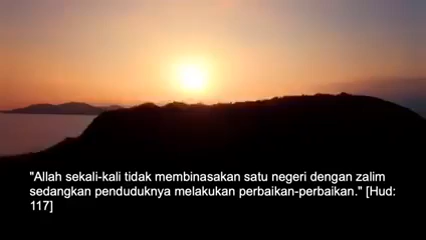 "Allah sekali-kali tidak membinasakan satu negeri dengan zalim
sedangkan penduduknya melakukan perbaikan-perbaikan." [Hud:
117]